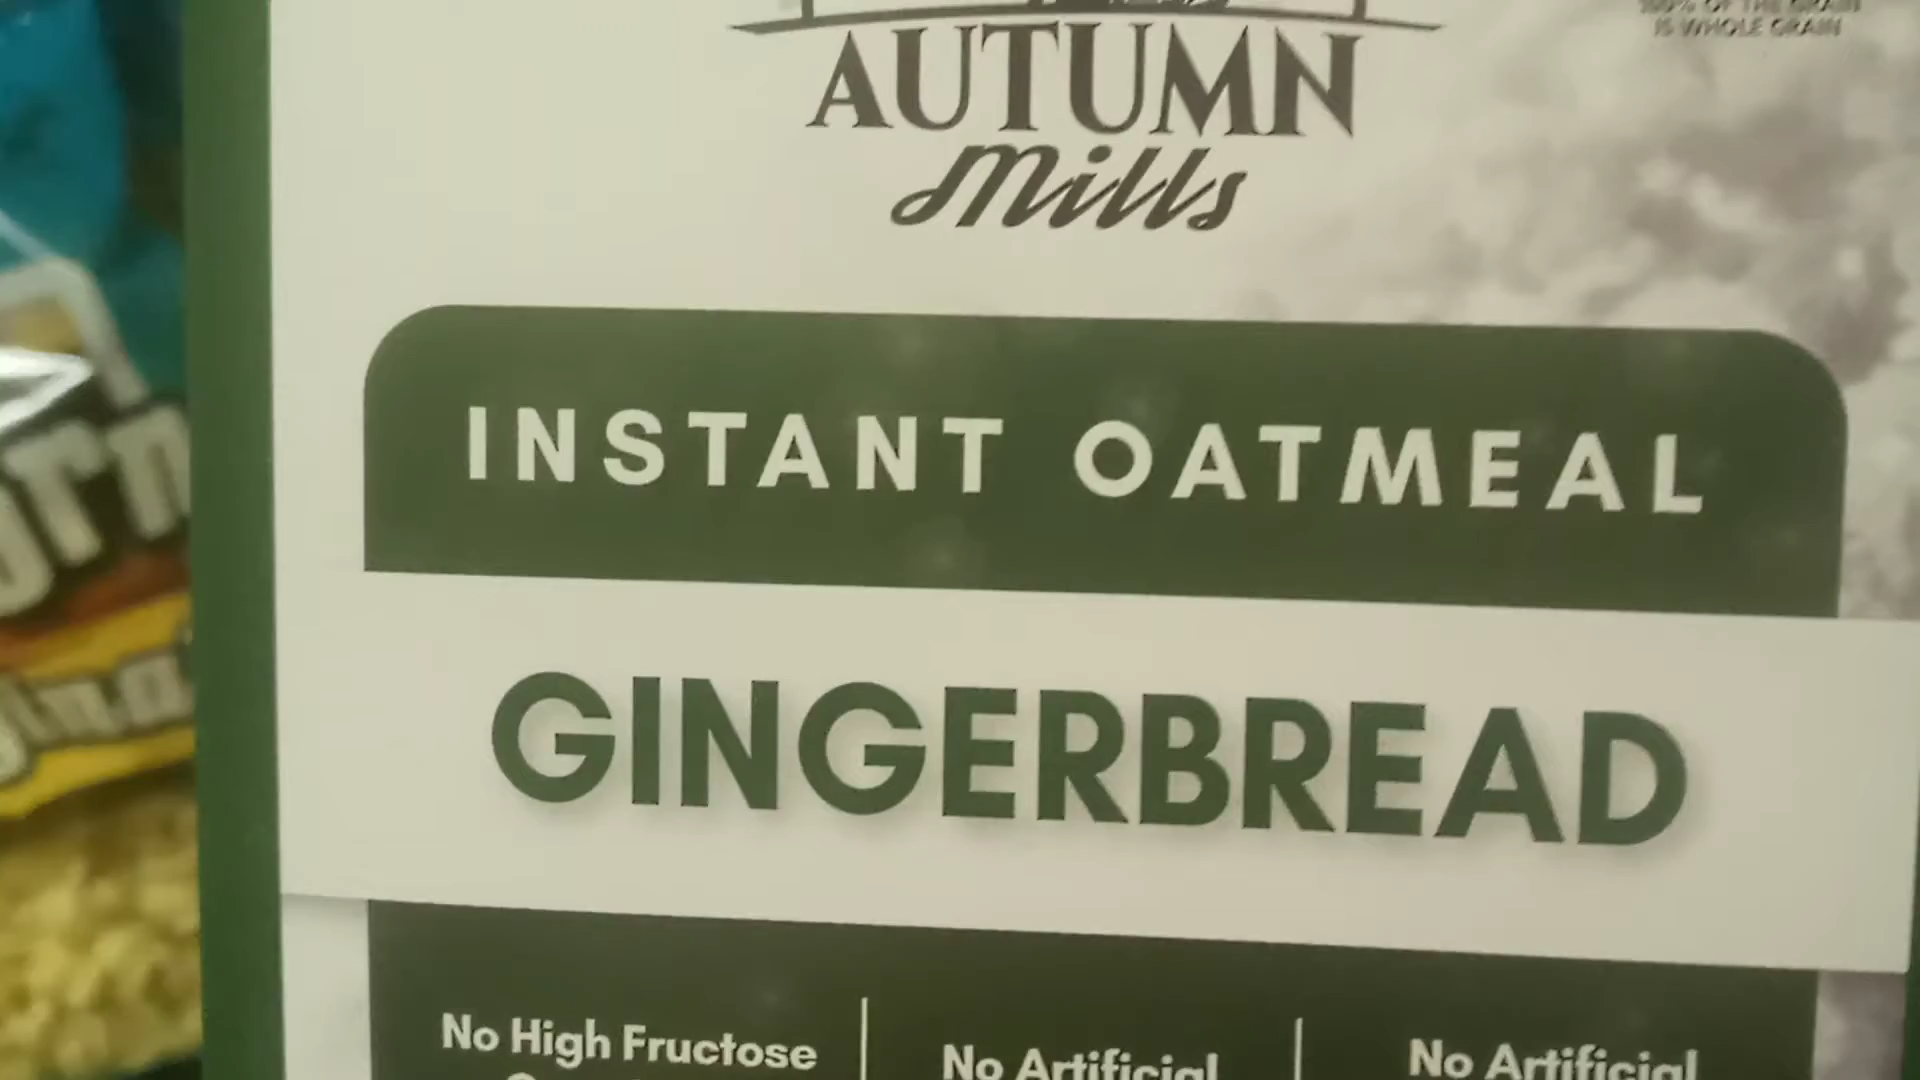 100% OF THE GRAIN
IS WHOLE GRAIN
AUTUMN
Mills
INSTANT OATMEAL
GINGERBREAD
No High Fructose
No Artificial
No Artificial